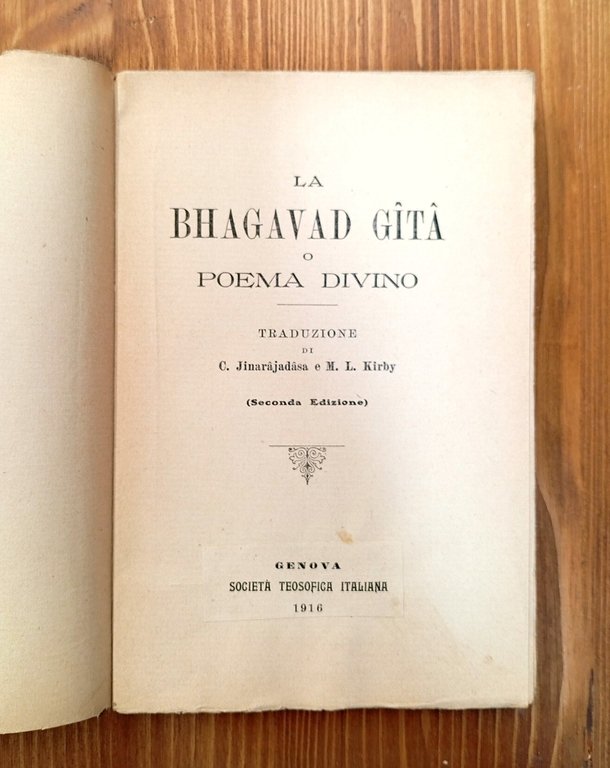 LA
BHAGAVAD GÎTÂ
O
POEMA DIVINO
TRADUZIONE
DI
C. Jinarâjadâsa e M. L. Kirby
(Seconda Edizione)
GENOVA
SOCIETÀ TEOSOFICA ITALIANA
1916